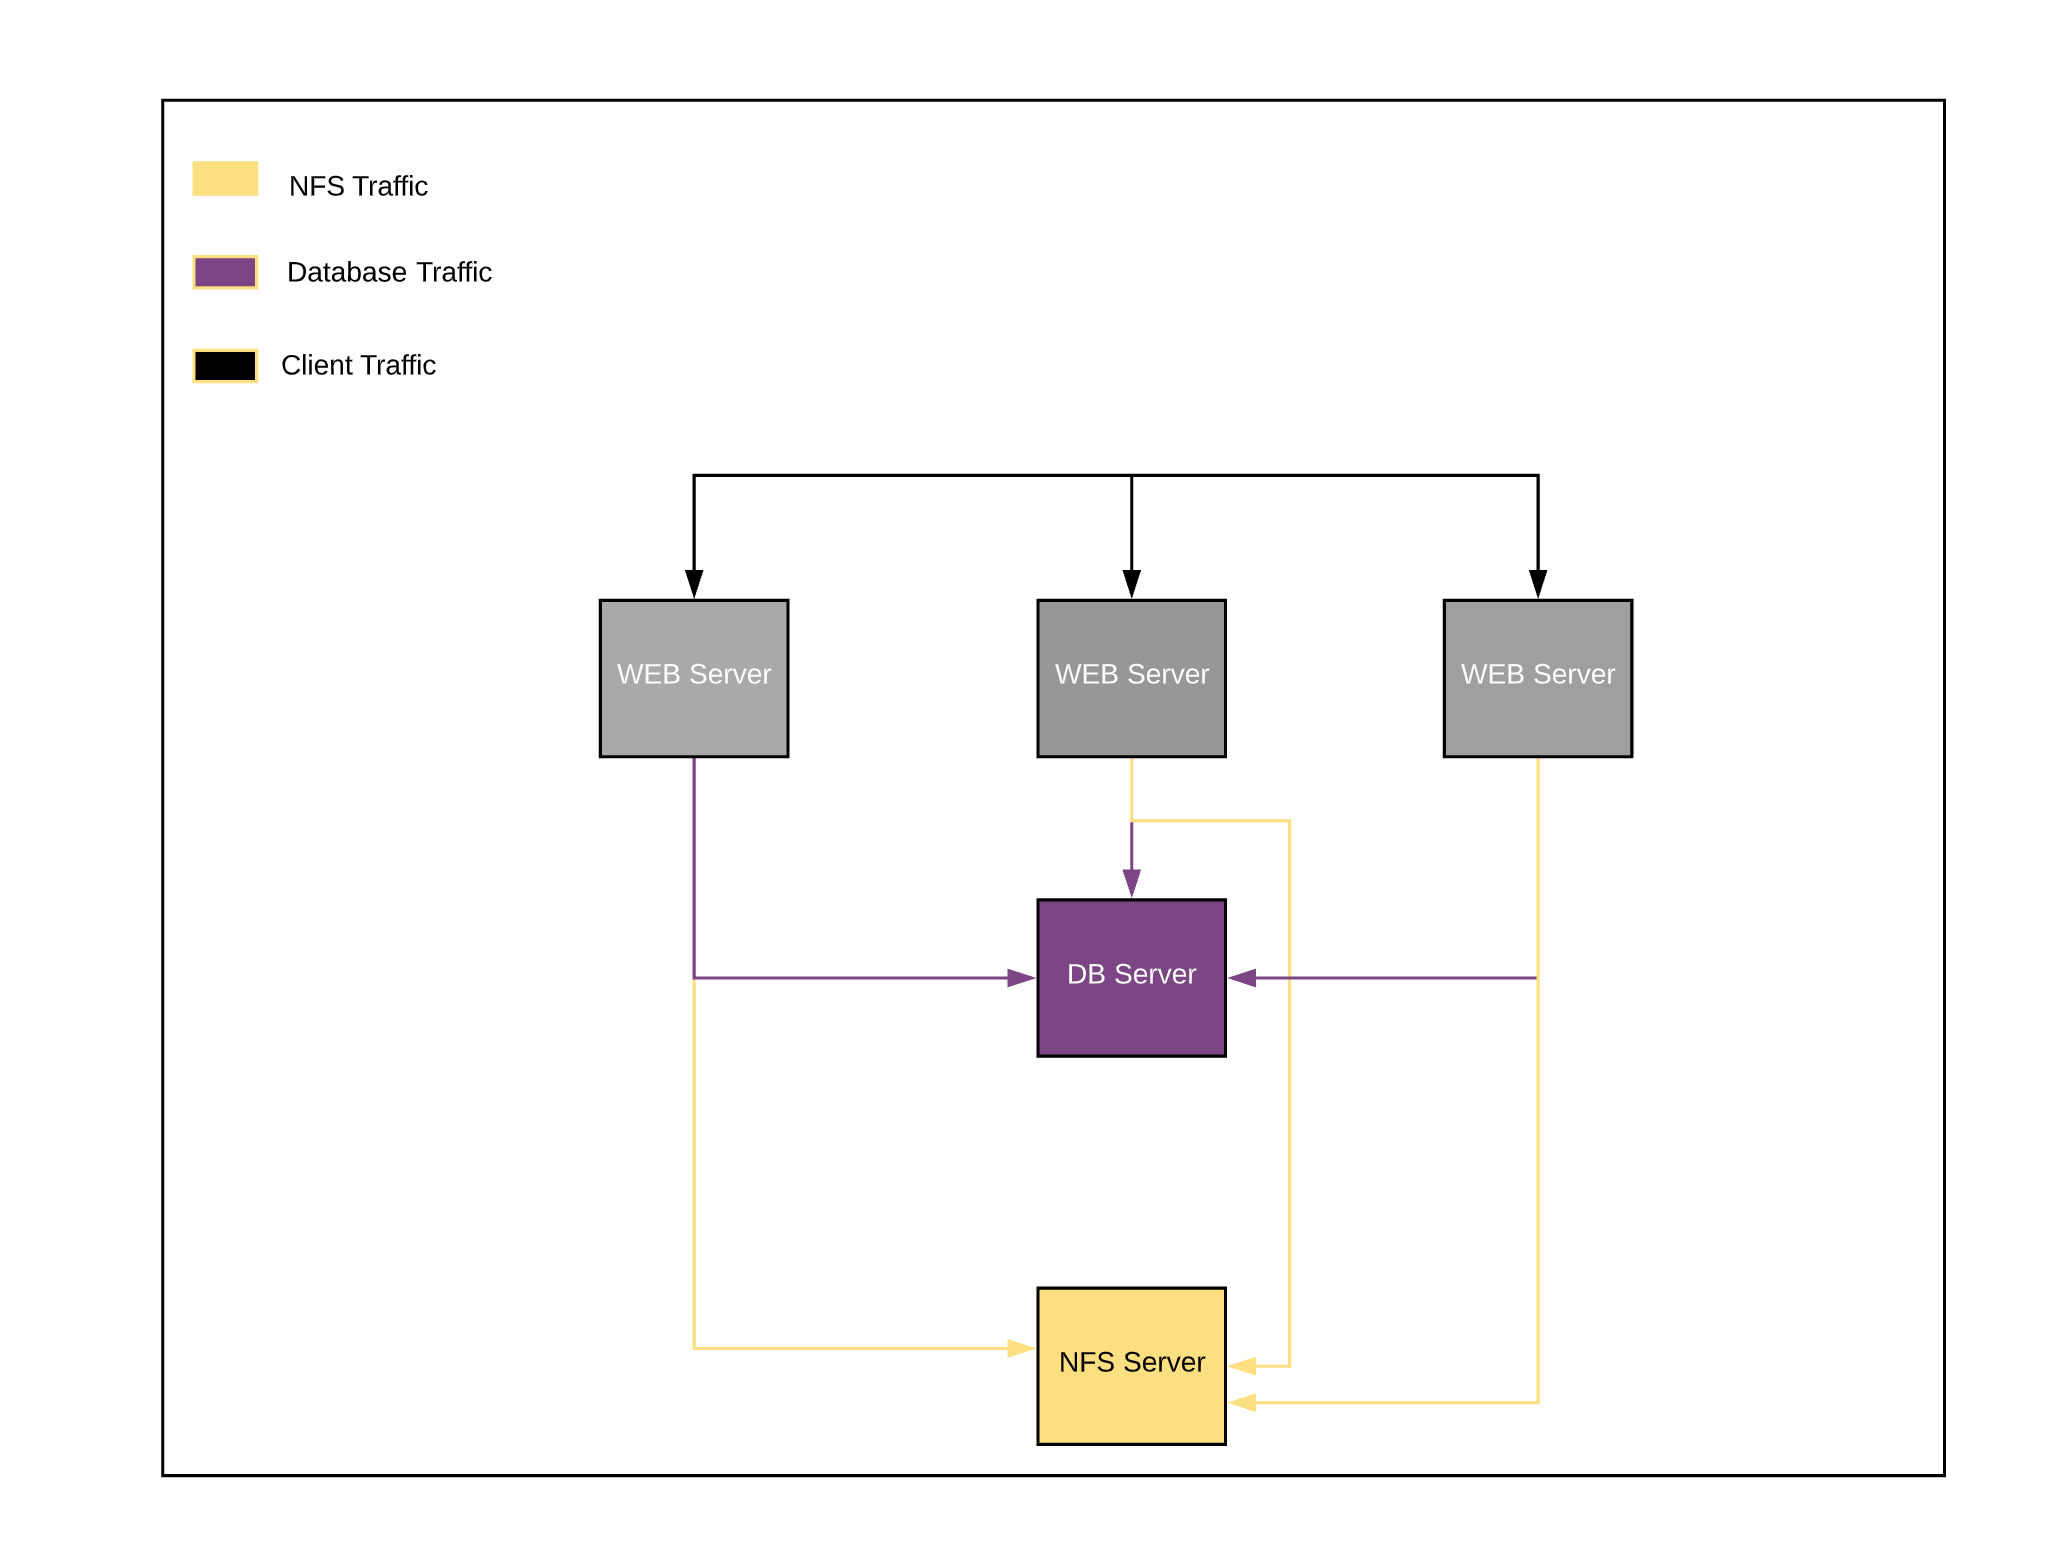 NFS Traffic
Database Traffic
Client Traffic
WEB Server
WEB Server
WEB Server
DB Server
NFS Server